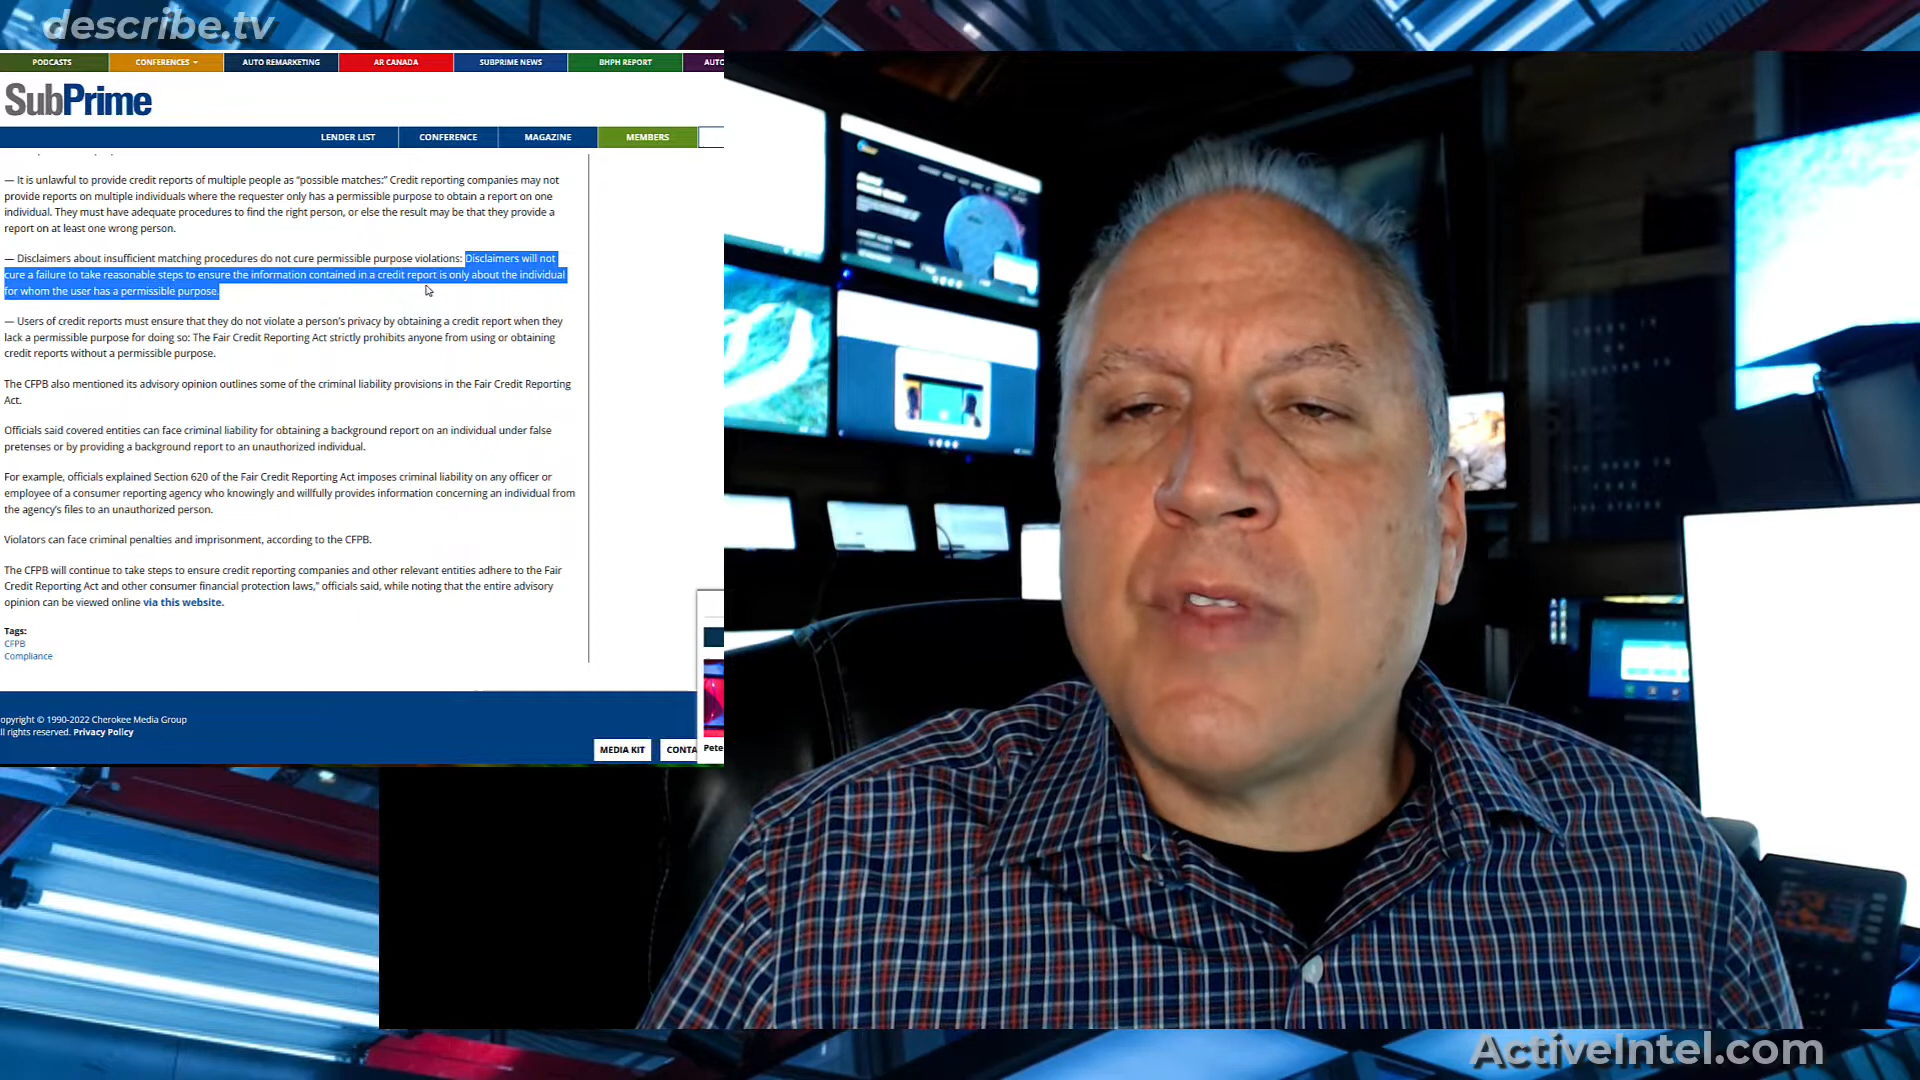 describe.tv
PODCASTS
CONFERENCES
AUTO REMARKETING
AR CANADA
SUBPRIME NEWS
BHPH REPORT
AUTO
SubPrime
LENDER LIST
CONFERENCE
MAGAZINE
MEMBERS
— It is unlawful to provide credit reports of multiple people as “possible matches:” Credit reporting companies may not
provide reports on multiple individuals where the requester only has a permissible purpose to obtain a report on one
individual. They must have adequate procedures to find the right person, or else the result may be that they provide a
report on at least one wrong person.
— Disclaimers about insufficient matching procedures do not cure permissible purpose violations: Disclaimers will not
cure a failure to take reasonable steps to ensure the information contained in a credit report is only about the individual
for whom the user has a permissible purpose.
— Users of credit reports must ensure that they do not violate a person’s privacy by obtaining a credit report when they
lack a permissible purpose for doing so: The Fair Credit Reporting Act strictly prohibits anyone from using or obtaining
credit reports without a permissible purpose.
The CFPB also mentioned its advisory opinion outlines some of the criminal liability provisions in the Fair Credit Reporting
Act.
Officials said covered entities can face criminal liability for obtaining a background report on an individual under false
pretenses or by providing a background report to an unauthorized individual.
For example, officials explained Section 620 of the Fair Credit Reporting Act imposes criminal liability on any officer or
employee of a consumer reporting agency who knowingly and willfully provides information concerning an individual from
the agency’s files to an unauthorized person.
Violators can face criminal penalties and imprisonment, according to the CFPB.
The CFPB will continue to take steps to ensure credit reporting companies and other relevant entities adhere to the Fair
Credit Reporting Act and other consumer financial protection laws,” officials said, while noting that the entire advisory
opinion can be viewed online via this website.
Tags:
CFPB
Compliance
opyright © 1990-2022 Cherokee Media Group
ll rights reserved. Privacy Policy
MEDIA KIT
CONTA
Pete
ActiveIntel.com